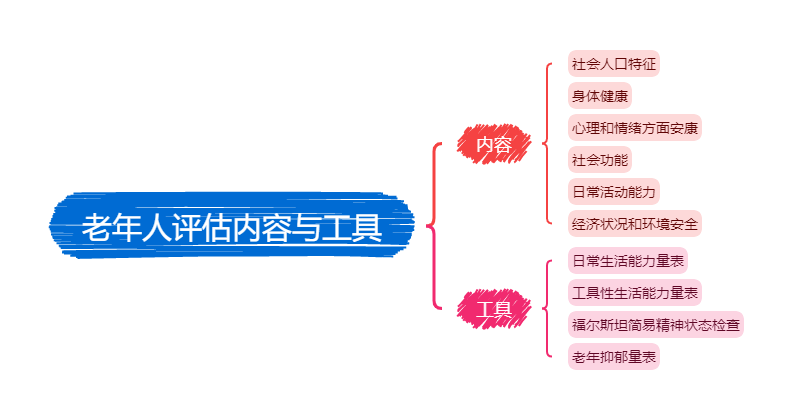 老年人评估内容与工具
内容
社会人口特征
身体健康
心理和情绪方面安康
社会功能
日常活动能力
经济状况和环境安全
工具
日常生活能力量表
工具性生活能力量表
福尔斯坦简易精神状态检查
老年抑郁量表